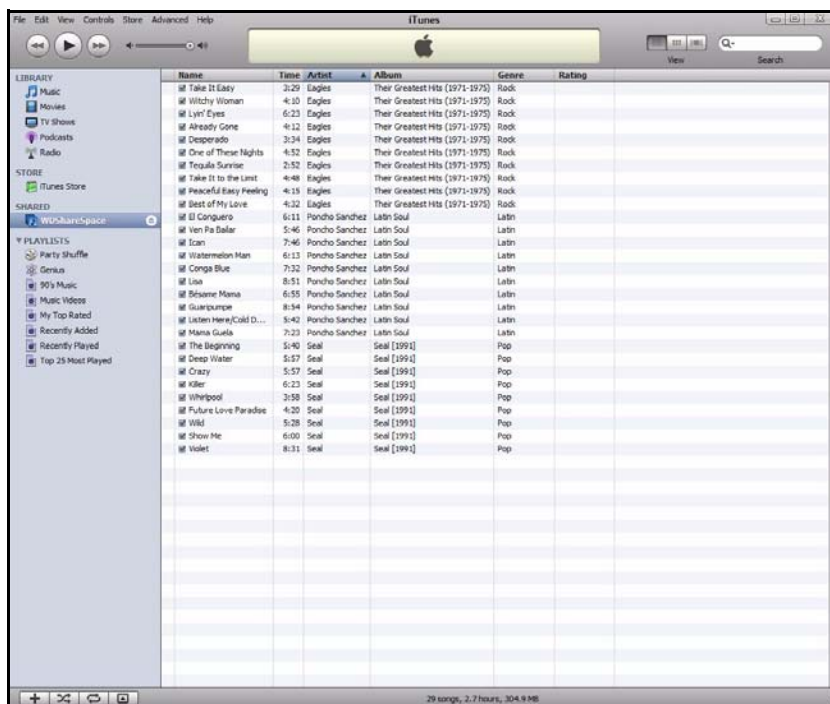 File Edit View Controls Store Advanced Help iTunes
View Search
LIBRARY
Music
Movies
TV Shows
Podcasts
Radio
STORE
iTunes Store
SHARED
WDShareSpace
PLAYLISTS
Party Shuffle
Genius
90's Music
Music Videos
My Top Rated
Recently Added
Recently Played
Top 25 Most Played
Name Time Artist Album Genre Rating
Take It Easy 3:29 Eagles Their Greatest Hits (1971-1975) Rock
Witchy Woman 4:10 Eagles Their Greatest Hits (1971-1975) Rock
Lyin' Eyes 6:23 Eagles Their Greatest Hits (1971-1975) Rock
Already Gone 4:12 Eagles Their Greatest Hits (1971-1975) Rock
Desperado 3:34 Eagles Their Greatest Hits (1971-1975) Rock
One of These Nights 4:52 Eagles Their Greatest Hits (1971-1975) Rock
Tequila Sunrise 2:52 Eagles Their Greatest Hits (1971-1975) Rock
Take It to the Limit 4:48 Eagles Their Greatest Hits (1971-1975) Rock
Peaceful Easy Feeling 4:15 Eagles Their Greatest Hits (1971-1975) Rock
Best of My Love 4:32 Eagles Their Greatest Hits (1971-1975) Rock
El Conguero 6:11 Poncho Sanchez Latin Soul Latin
Ven Pa Bailar 5:46 Poncho Sanchez Latin Soul Latin
Ican 7:46 Poncho Sanchez Latin Soul Latin
Watermelon Man 6:13 Poncho Sanchez Latin Soul Latin
Conga Blue 7:32 Poncho Sanchez Latin Soul Latin
Lisa 8:51 Poncho Sanchez Latin Soul Latin
Bésame Mama 6:55 Poncho Sanchez Latin Soul Latin
Guaripumpe 8:54 Poncho Sanchez Latin Soul Latin
Listen Here/Cold D... 5:42 Poncho Sanchez Latin Soul Latin
Mama Guela 7:23 Poncho Sanchez Latin Soul Latin
The Beginning 5:40 Seal Seal [1991] Pop
Deep Water 5:57 Seal Seal [1991] Pop
Crazy 5:57 Seal Seal [1991] Pop
Killer 6:23 Seal Seal [1991] Pop
Whirlpool 3:58 Seal Seal [1991] Pop
Future Love Paradise 4:20 Seal Seal [1991] Pop
Wild 5:28 Seal Seal [1991] Pop
Show Me 6:00 Seal Seal [1991] Pop
Violet 8:31 Seal Seal [1991] Pop
29 songs, 2.7 hours, 304.9 MB